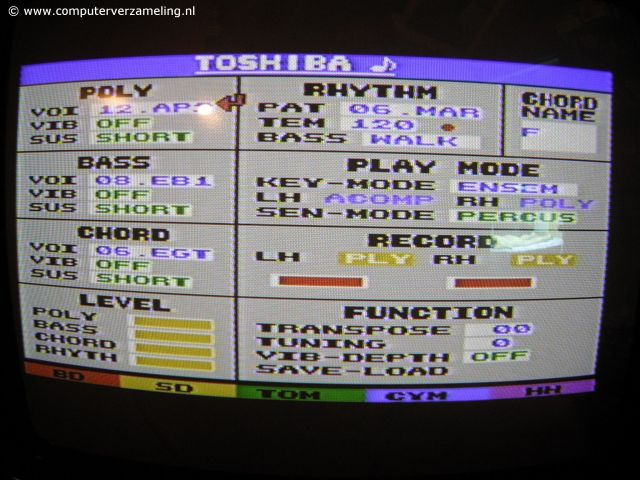 © www.computerverzameling.nl
TOSHIBA ♪
POLY
VOI 12.AP2
VIB OFF
SUS SHORT
RHYTHM
PAT 06.MAR
TEM 120
BASS WALK
CHORD
NAME
F
BASS
VOI 08.EB1
VIB OFF
SUS SHORT
PLAY MODE
KEY-MODE ENSEM
LH ACOMP RH POLY
SEN-MODE PERCUS
CHORD
VOI 06.EGT
VIB OFF
SUS SHORT
RECORD
LH PLY RH PLY
LEVEL
POLY
BASS
CHORD
RHYTH
FUNCTION
TRANSPOSE 00
TUNING 0
VIB-DEPTH OFF
SAVE-LOAD
BD SD TOM CYM HH